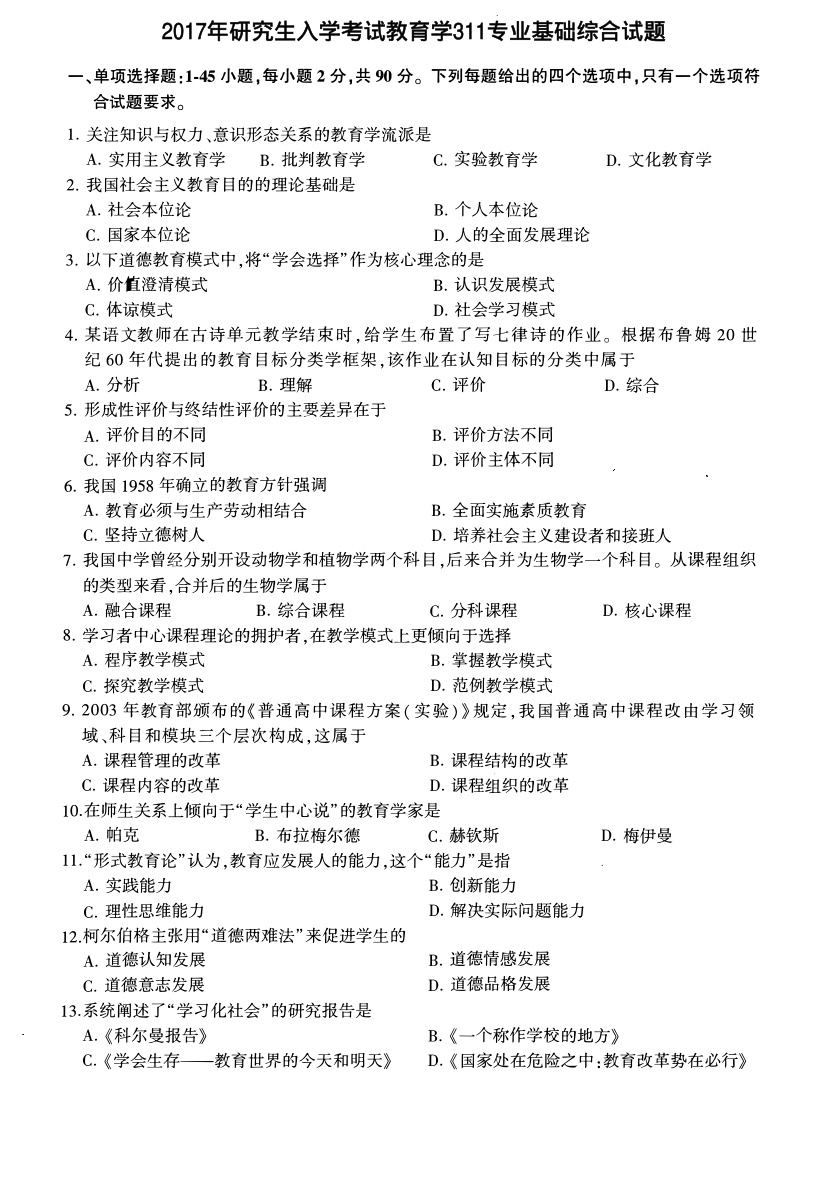 2017年研究生入学考试教育学311专业基础综合试题
一、单项选择题:1-45 小题,每小题 2 分,共 90 分。下列每题给出的四个选项中,只有一个选项符
合试题要求。
1. 关注知识与权力、意识形态关系的教育学流派是
A. 实用主义教育学 B. 批判教育学 C. 实验教育学 D. 文化教育学
2. 我国社会主义教育目的的理论基础是
A. 社会本位论 B. 个人本位论
C. 国家本位论 D. 人的全面发展理论
3. 以下道德教育模式中,将“学会选择”作为核心理念的是
A. 价值澄清模式 B. 认识发展模式
C. 体谅模式 D. 社会学习模式
4. 某语文教师在古诗单元教学结束时,给学生布置了写七律诗的作业。根据布鲁姆 20 世
纪 60 年代提出的教育目标分类学框架,该作业在认知目标的分类中属于
A. 分析 B. 理解 C. 评价 D. 综合
5. 形成性评价与终结性评价的主要差异在于
A. 评价目的不同 B. 评价方法不同
C. 评价内容不同 D. 评价主体不同
6. 我国 1958 年确立的教育方针强调
A. 教育必须与生产劳动相结合 B. 全面实施素质教育
C. 坚持立德树人 D. 培养社会主义建设者和接班人
7. 我国中学曾经分别开设动物学和植物学两个科目,后来合并为生物学一个科目。从课程组织
的类型来看,合并后的生物学属于
A. 融合课程 B. 综合课程 C. 分科课程 D. 核心课程
8. 学习者中心课程理论的拥护者,在教学模式上更倾向于选择
A. 程序教学模式 B. 掌握教学模式
C. 探究教学模式 D. 范例教学模式
9. 2003 年教育部颁布的《普通高中课程方案(实验)》规定,我国普通高中课程改由学习领
域、科目和模块三个层次构成,这属于
A. 课程管理的改革 B. 课程结构的改革
C. 课程内容的改革 D. 课程组织的改革
10.在师生关系上倾向于“学生中心说”的教育学家是
A. 帕克 B. 布拉梅尔德 C. 赫钦斯 D. 梅伊曼
11.“形式教育论”认为,教育应发展人的能力,这个“能力”是指
A. 实践能力 B. 创新能力
C. 理性思维能力 D. 解决实际问题能力
12.柯尔伯格主张用“道德两难法”来促进学生的
A. 道德认知发展 B. 道德情感发展
C. 道德意志发展 D. 道德品格发展
13.系统阐述了“学习化社会”的研究报告是
A.《科尔曼报告》 B.《一个称作学校的地方》
C.《学会生存——教育世界的今天和明天》 D.《国家处在危险之中:教育改革势在必行》